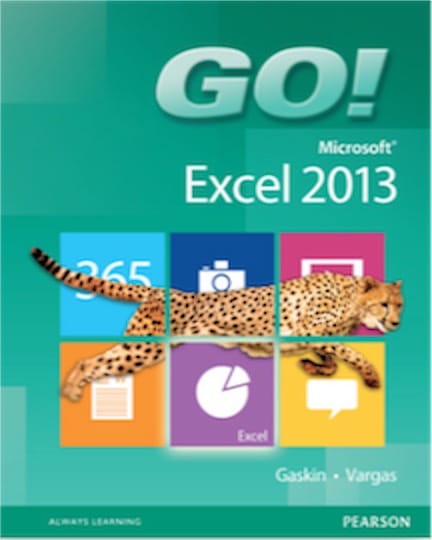 GO!
Microsoft®
Excel 2013
365
Excel
Gaskin • Vargas
ALWAYS LEARNING
PEARSON